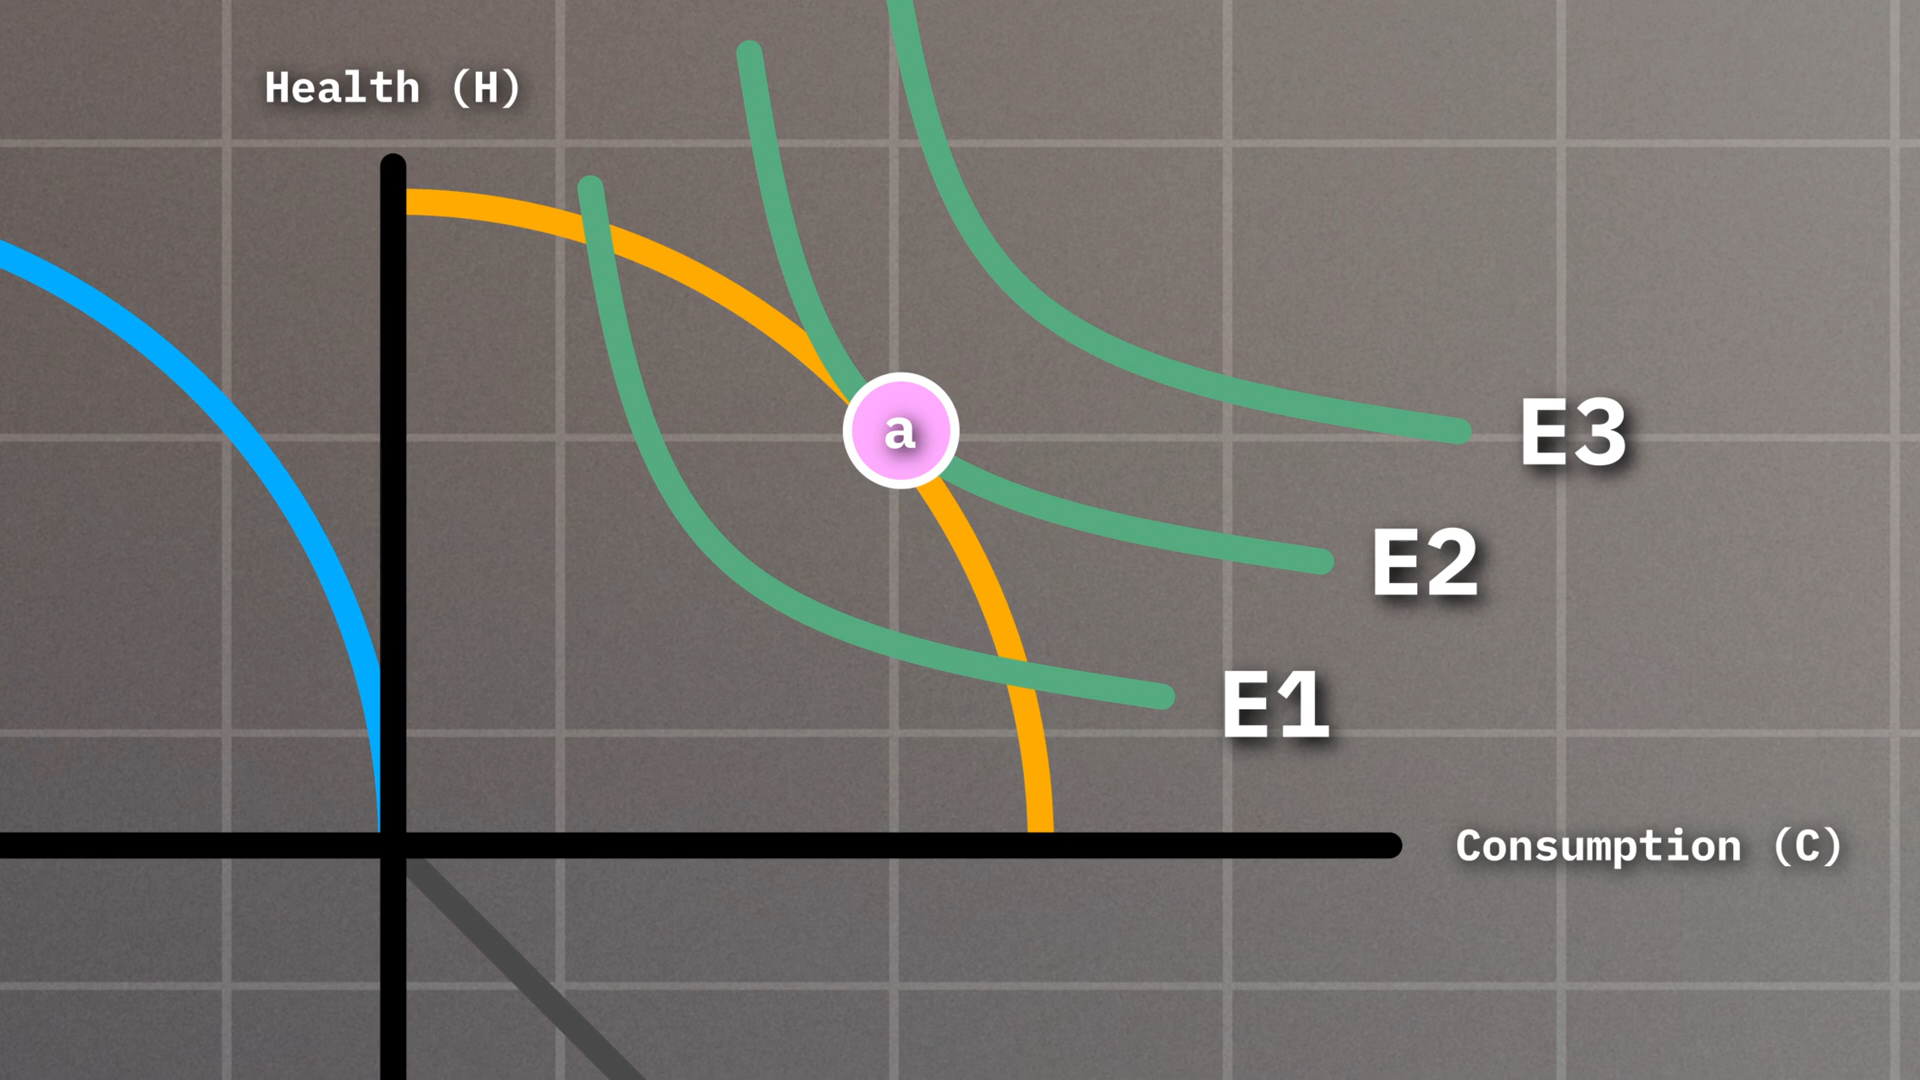 Health (H)
a
E3
E2
E1
Consumption (C)